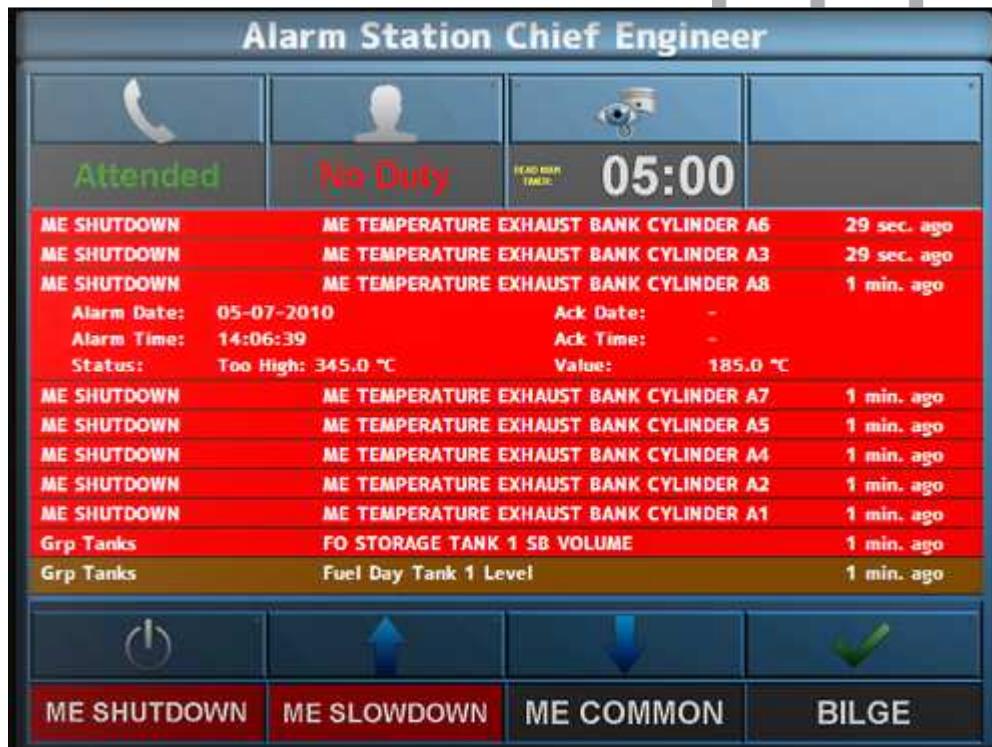 Alarm Station Chief Engineer
Attended
No Duty
DEAD MAN
TIMER:
05:00
ME SHUTDOWN ME TEMPERATURE EXHAUST BANK CYLINDER A6 29 sec. ago
ME SHUTDOWN ME TEMPERATURE EXHAUST BANK CYLINDER A3 29 sec. ago
ME SHUTDOWN ME TEMPERATURE EXHAUST BANK CYLINDER A8 1 min. ago
Alarm Date: 05-07-2010 Ack Date: -
Alarm Time: 14:06:39 Ack Time: -
Status: Too High: 345.0 °C Value: 185.0 °C
ME SHUTDOWN ME TEMPERATURE EXHAUST BANK CYLINDER A7 1 min. ago
ME SHUTDOWN ME TEMPERATURE EXHAUST BANK CYLINDER A5 1 min. ago
ME SHUTDOWN ME TEMPERATURE EXHAUST BANK CYLINDER A4 1 min. ago
ME SHUTDOWN ME TEMPERATURE EXHAUST BANK CYLINDER A2 1 min. ago
ME SHUTDOWN ME TEMPERATURE EXHAUST BANK CYLINDER A1 1 min. ago
Grp Tanks FO STORAGE TANK 1 SB VOLUME 1 min. ago
Grp Tanks Fuel Day Tank 1 Level 1 min. ago
ME SHUTDOWN ME SLOWDOWN ME COMMON BILGE